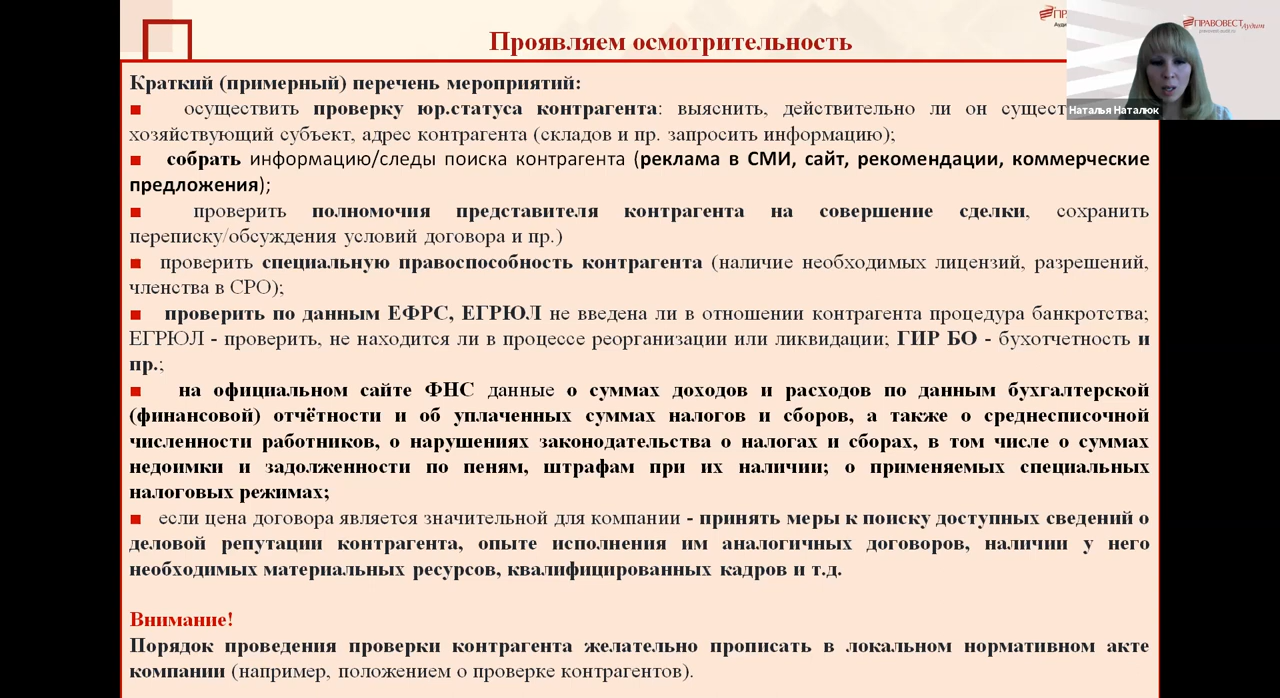 Проявляем осмотрительность
ПРАВОВЕСТ Аудит
pravovest-audit.ru
Наталья Наталюк
Краткий (примерный) перечень мероприятий:
■ осуществить проверку юр.статуса контрагента: выяснить, действительно ли он сущест
хозяйствующий субъект, адрес контрагента (складов и пр. запросить информацию);
■ собрать информацию/следы поиска контрагента (реклама в СМИ, сайт, рекомендации, коммерческие
предложения);
■ проверить полномочия представителя контрагента на совершение сделки, сохранить
переписку/обсуждения условий договора и пр.)
■ проверить специальную правоспособность контрагента (наличие необходимых лицензий, разрешений,
членства в СРО);
■ проверить по данным ЕФРС, ЕГРЮЛ не введена ли в отношении контрагента процедура банкротства;
ЕГРЮЛ - проверить, не находится ли в процессе реорганизации или ликвидации; ГИР БО - бухотчетность и
пр.;
■ на официальном сайте ФНС данные о суммах доходов и расходов по данным бухгалтерской
(финансовой) отчётности и об уплаченных суммах налогов и сборов, а также о среднесписочной
численности работников, о нарушениях законодательства о налогах и сборах, в том числе о суммах
недоимки и задолженности по пеням, штрафам при их наличии; о применяемых специальных
налоговых режимах;
■ если цена договора является значительной для компании - принять меры к поиску доступных сведений о
деловой репутации контрагента, опыте исполнения им аналогичных договоров, наличии у него
необходимых материальных ресурсов, квалифицированных кадров и т.д.
Внимание!
Порядок проведения проверки контрагента желательно прописать в локальном нормативном акте
компании (например, положением о проверке контрагентов).